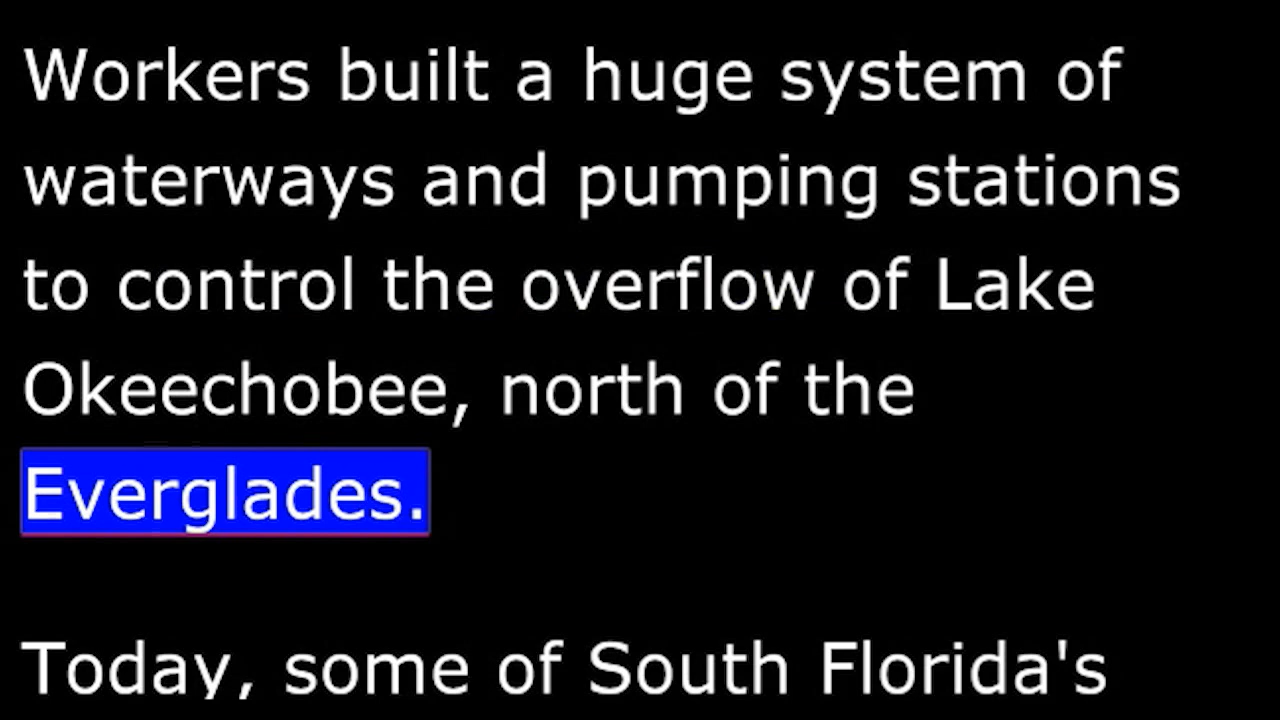 Workers built a huge system of
waterways and pumping stations
to control the overflow of Lake
Okeechobee, north of the
Everglades.
Today, some of South Florida's